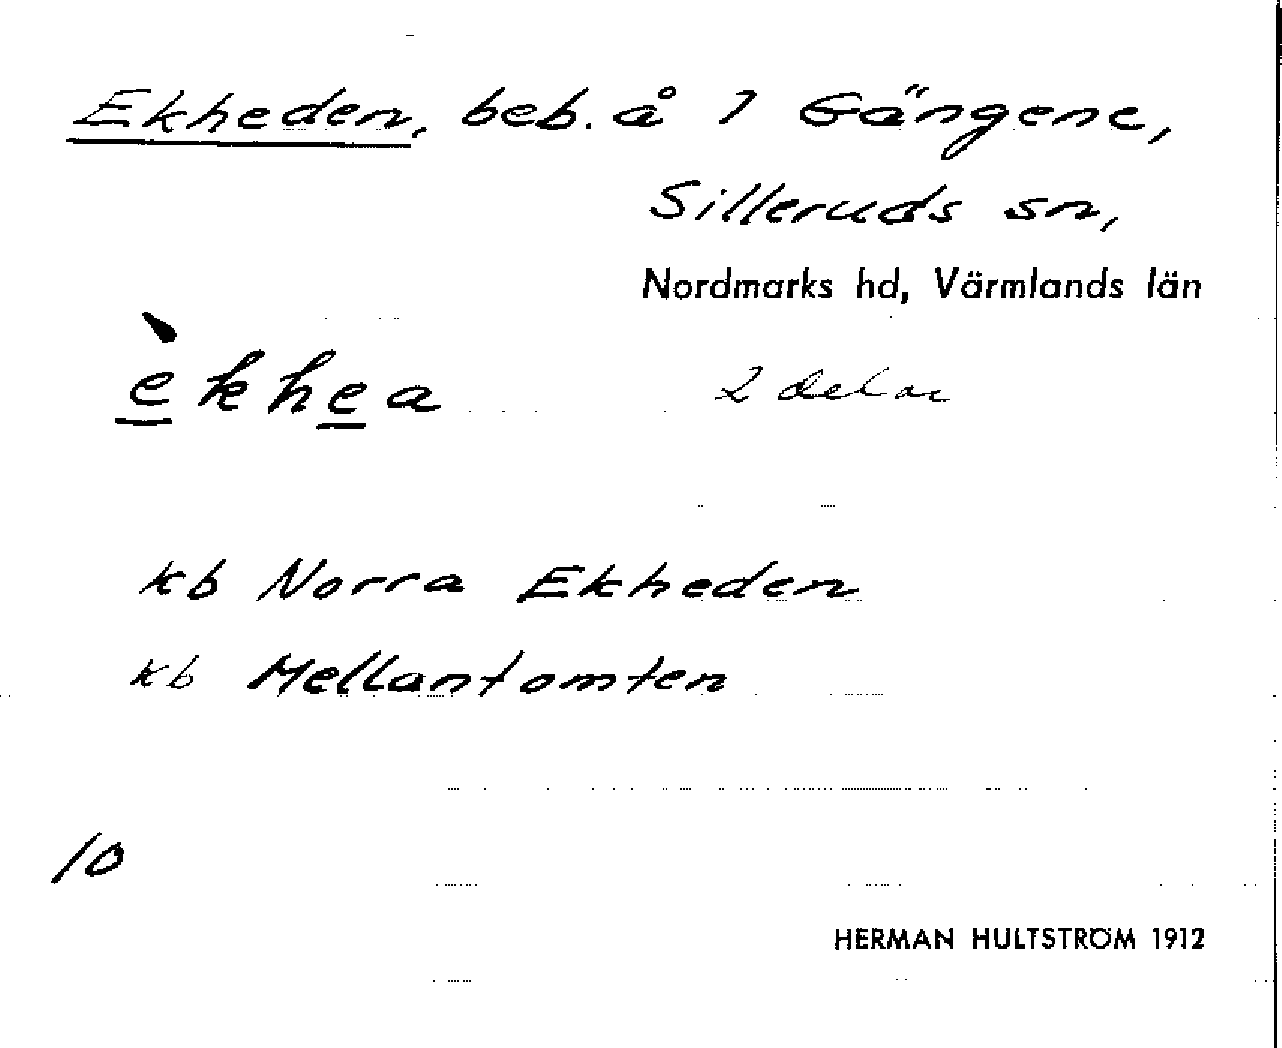 Ekheden, beb. å 1 Gängene,
Silleruds sn,
Nordmarks hd, Värmlands län
èkhea 2 delar
kb Norra Ekheden
kb Mellantomten
10
HERMAN HULTSTRÖM 1912